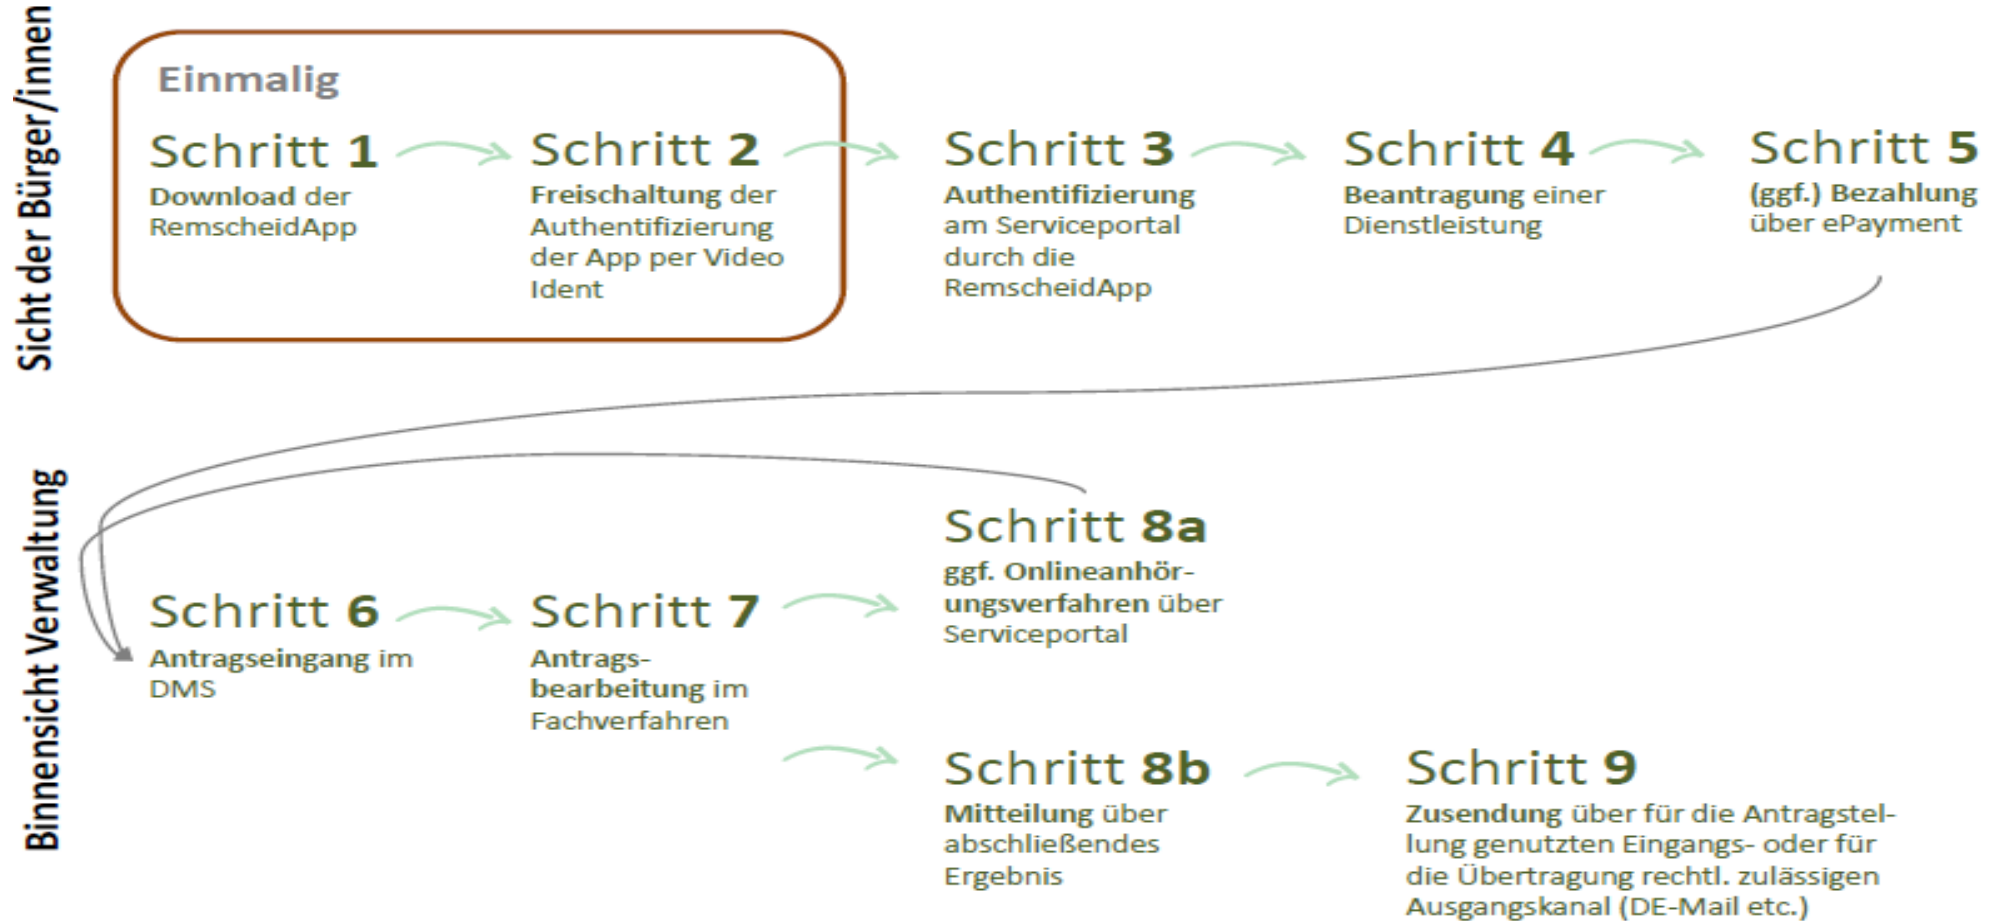 Sicht der Bürger/innen
Einmalig
Schritt 1
Download der
RemscheidApp
Schritt 2
Freischaltung der
Authentifizierung
der App per Video
Ident
Schritt 3
Authentifizierung
am Serviceportal
durch die
RemscheidApp
Schritt 4
Beantragung einer
Dienstleistung
Schritt 5
(ggf.) Bezahlung
über ePayment
Binnensicht Verwaltung
Schritt 6
Antragseingang im
DMS
Schritt 7
Antrags-
bearbeitung im
Fachverfahren
Schritt 8a
ggf. Onlineanhör-
ungsverfahren über
Serviceportal
Schritt 8b
Mitteilung über
abschließendes
Ergebnis
Schritt 9
Zusendung über für die Antragstel-
lung genutzten Eingangs- oder für
die Übertragung rechtl. zulässigen
Ausgangskanal (DE-Mail etc.)